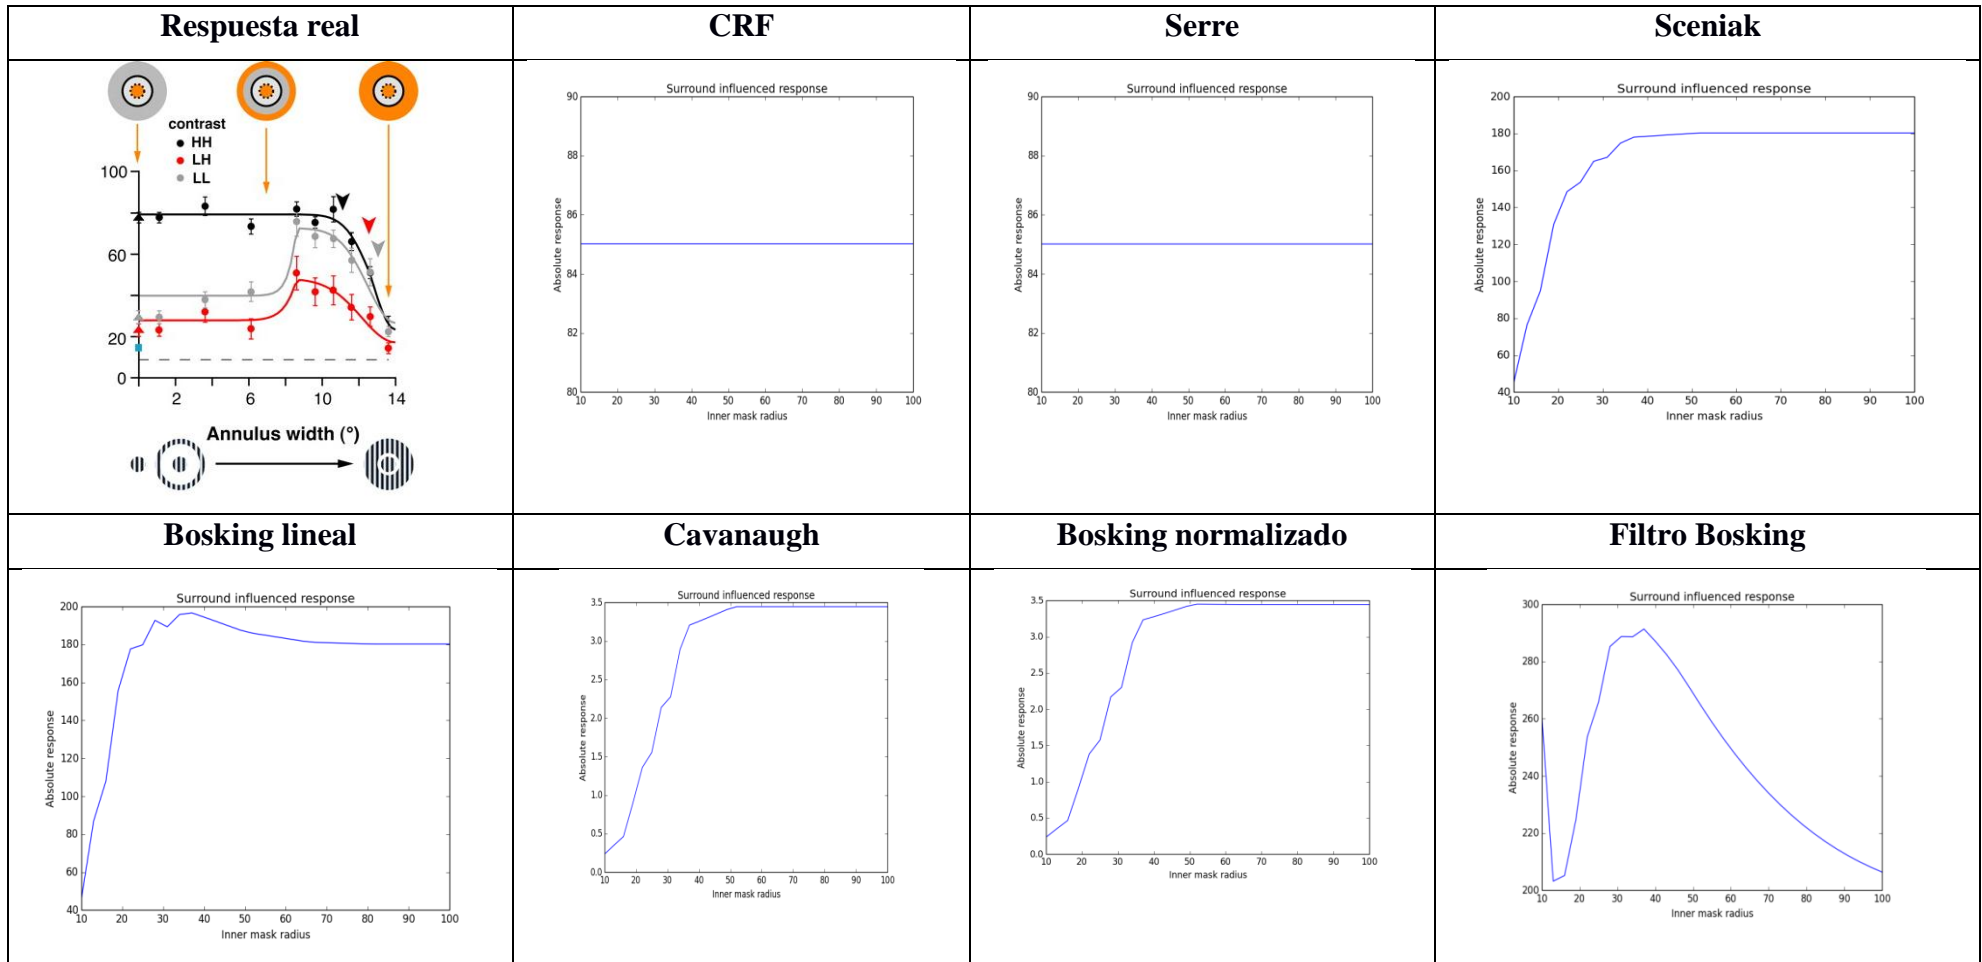 Respuesta real
CRF
Serre
Sceniak
contrast
HH
LH
LL
100
60
20
0
2
6
10
14
Annulus width (°)
Surround influenced response
90
88
86
84
82
80
Absolute response
10 20 30 40 50 60 70 80 90 100
Inner mask radius
Surround influenced response
90
88
86
84
82
80
Absolute response
10 20 30 40 50 60 70 80 90 100
Inner mask radius
Surround influenced response
200
180
160
140
120
100
80
60
40
Absolute response
10 20 30 40 50 60 70 80 90 100
Inner mask radius
Bosking lineal
Cavanaugh
Bosking normalizado
Filtro Bosking
Surround influenced response
200
180
160
140
120
100
80
60
40
Absolute response
10 20 30 40 50 60 70 80 90 100
Inner mask radius
Surround influenced response
3.5
3.0
2.5
2.0
1.5
1.0
0.5
0.0
Absolute response
10 20 30 40 50 60 70 80 90 100
Inner mask radius
Surround influenced response
3.5
3.0
2.5
2.0
1.5
1.0
0.5
0.0
Absolute response
10 20 30 40 50 60 70 80 90 100
Inner mask radius
Surround influenced response
300
280
260
240
220
200
Absolute response
10 20 30 40 50 60 70 80 90 100
Inner mask radius